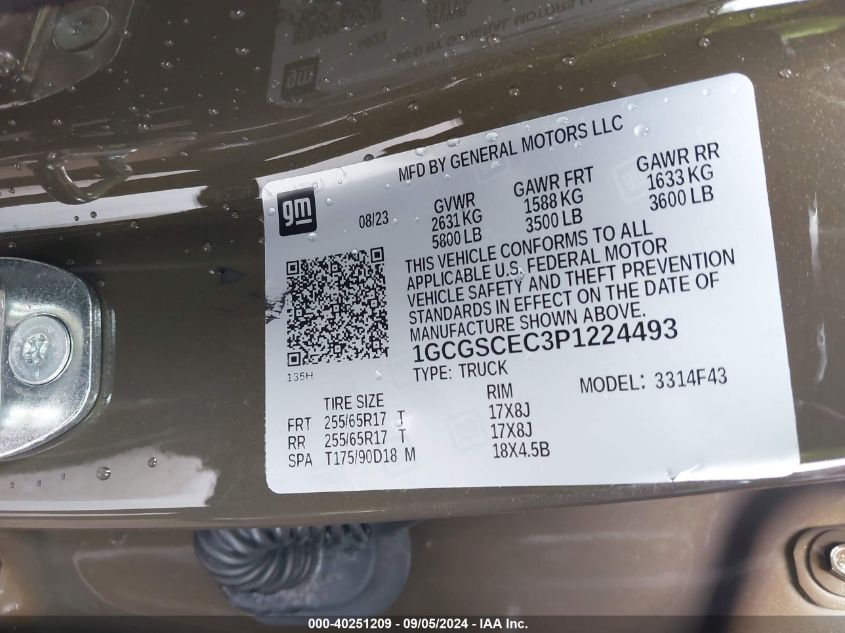 MFD BY GENERAL MOTORS LLC
gm
08/23
GVWR
2631 KG
5800 LB
GAWR FRT
1588 KG
3500 LB
GAWR RR
1633 KG
3600 LB
THIS VEHICLE CONFORMS TO ALL
APPLICABLE U.S. FEDERAL MOTOR
VEHICLE SAFETY AND THEFT PREVENTION
STANDARDS IN EFFECT ON THE DATE OF
MANUFACTURE SHOWN ABOVE.
1GCGSCEC3P1224493
TYPE: TRUCK
135H
MODEL: 3314F43
TIRE SIZE RIM
FRT 255/65R17 T 17X8J
RR 255/65R17 T 17X8J
SPA T175/90D18 M 18X4.5B
000-40251209 - 09/05/2024 - IAA Inc.